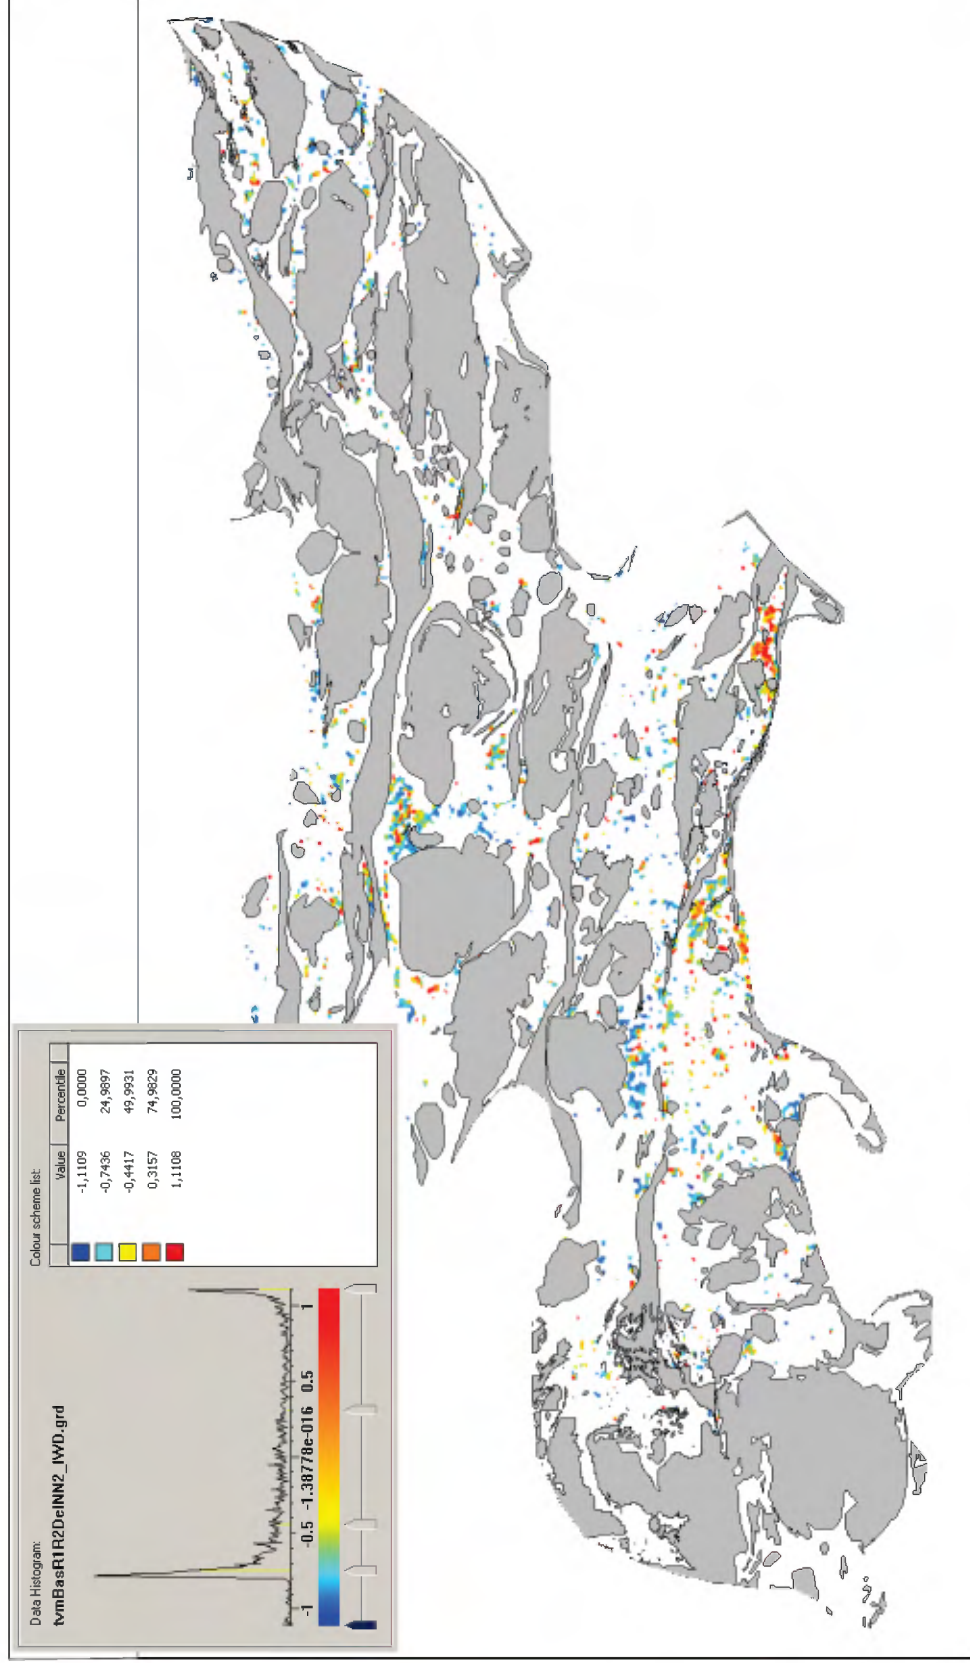 Data Histogram:
tvmBasR1R2DelNN2_IWD.grd
-1 -0.5 -1.38778e-016 0.5 1
Colour scheme list:
Value Percentile
-1,1109 0,0000
-0,7436 24,9897
-0,4417 49,9931
0,3157 74,9829
1,1108 100,0000